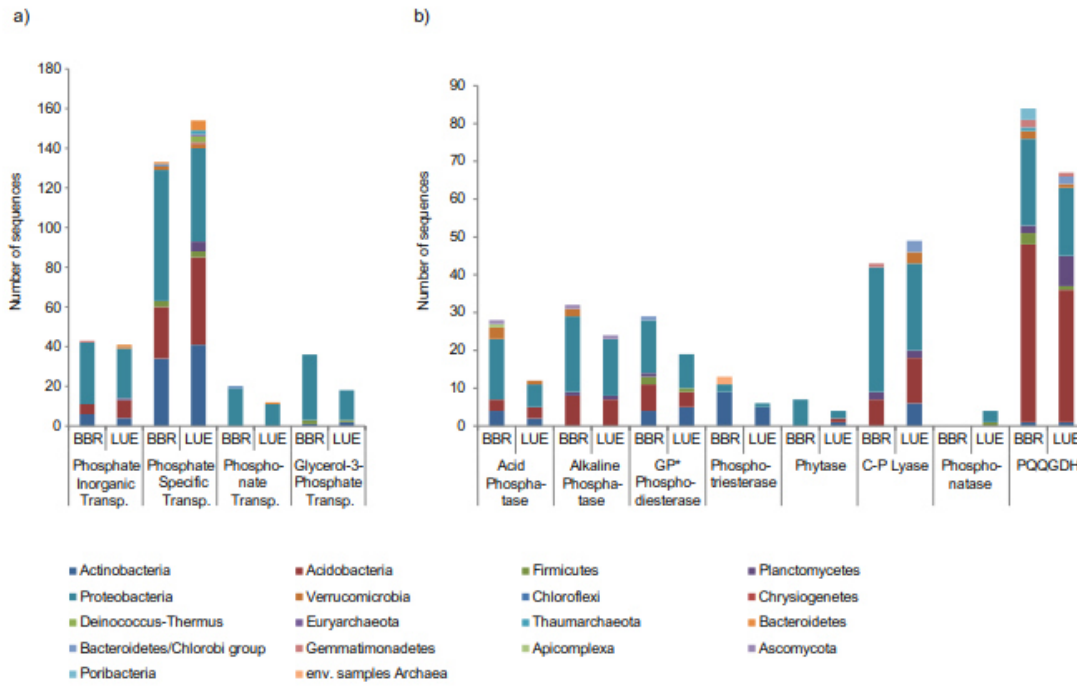 a)
180
160
140
120
100
80
60
40
20
0
Number of sequences
BBR LUE BBR LUE BBR LUE BBR LUE
Phosphate Inorganic Transp.
Phosphate Specific Transp.
Phospho-nate Transp.
Glycerol-3-Phosphate Transp.
b)
90
80
70
60
50
40
30
20
10
0
Number of sequences
BBR LUE BBR LUE BBR LUE BBR LUE BBR LUE BBR LUE BBR LUE BBR LUE
Acid Phospha-tase
Alkaline Phospha-tase
GP* Phospho-diesterase
Phospho-triesterase
Phytase
C-P Lyase
Phospho-natase
PQQGDH
Actinobacteria
Acidobacteria
Firmicutes
Planctomycetes
Proteobacteria
Verrucomicrobia
Chloroflexi
Chrysiogenetes
Deinococcus-Thermus
Euryarchaeota
Thaumarchaeota
Bacteroidetes
Bacteroidetes/Chlorobi group
Gemmatimonadetes
Apicomplexa
Ascomycota
Poribacteria
env. samples Archaea